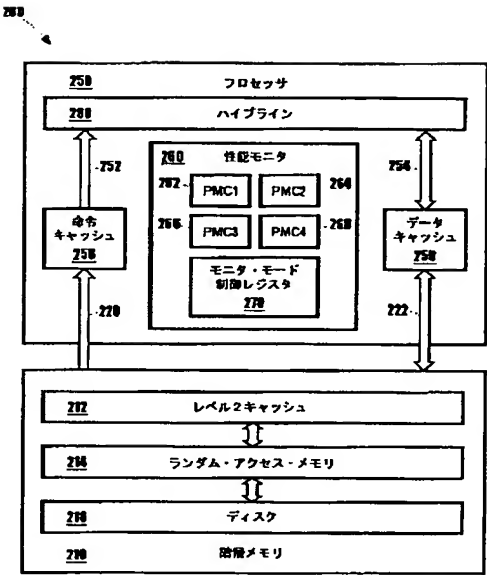 250 プロセッサ
280 パイプライン
252
254
260 性能モニタ
262
PMC1
PMC2
264
266
PMC3
PMC4
268
命令
キャッシュ
256
データ
キャッシュ
258
モニタ・モード
制御レジスタ
270
220
222
212 レベル2キャッシュ
214 ランダム・アクセス・メモリ
216 ディスク
210 階層メモリ